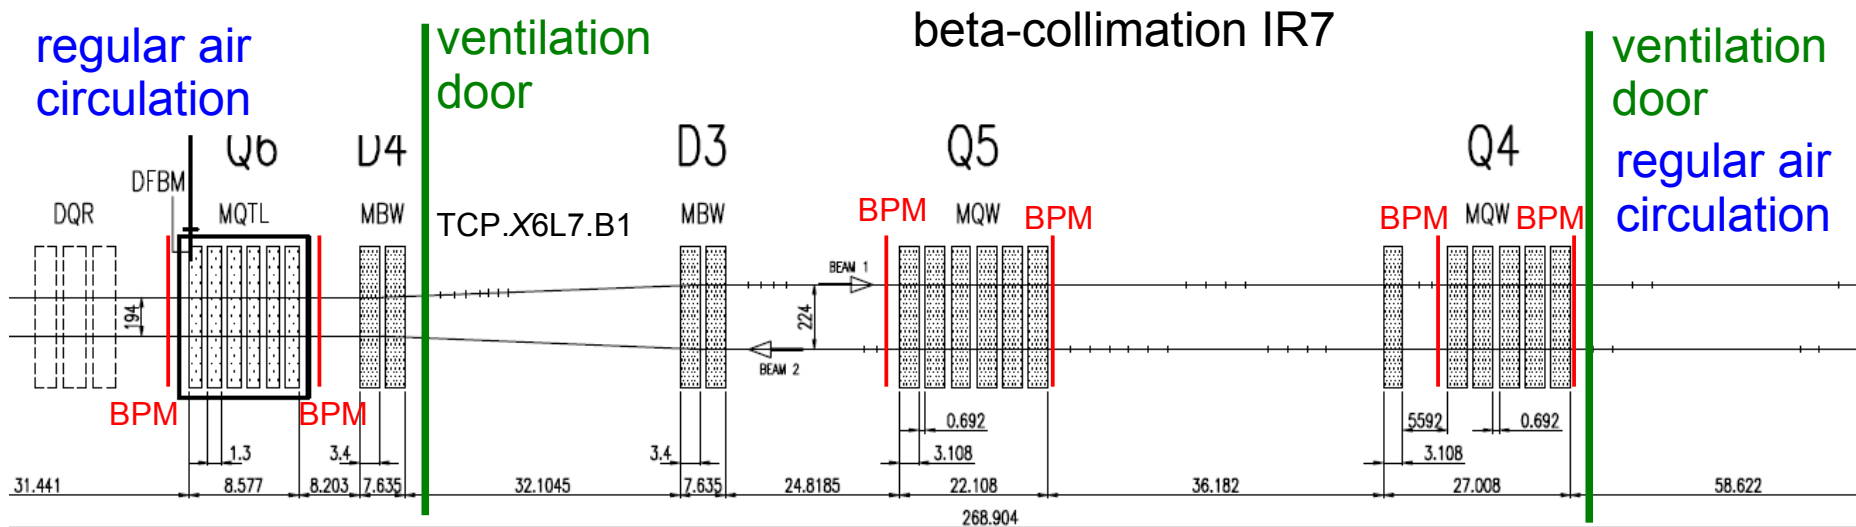 beta-collimation IR7
regular air
circulation
ventilation
door
ventilation
door
regular air
circulation
Q6
D4
D3
Q5
Q4
DFBM
DQR
MQTL
MBW
TCP.X6L7.B1
MBW
BPM
MQW
BPM
BPM
MQW
BPM
BEAM 1
194
224
BEAM 2
BPM
BPM
0.692
5592
0.692
1.3
3.4
3.4
3.108
3.108
31.441
8.577
8.203
7.635
32.1045
7.635
24.8185
22.108
36.182
27.008
58.622
268.904